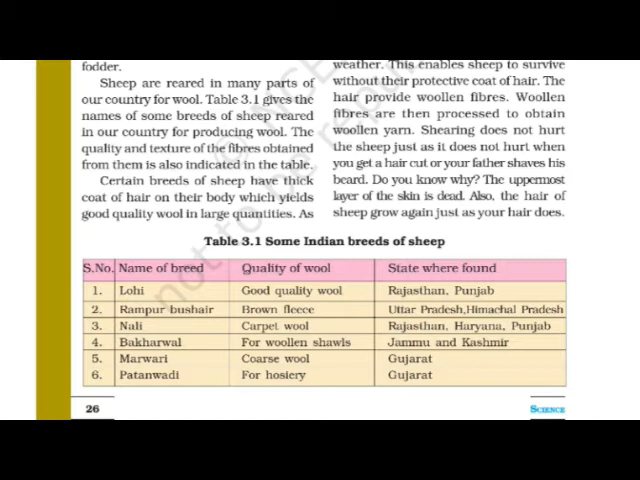 fodder.
Sheep are reared in many parts of
our country for wool. Table 3.1 gives the
names of some breeds of sheep reared
in our country for producing wool. The
quality and texture of the fibres obtained
from them is also indicated in the table.
Certain breeds of sheep have thick
coat of hair on their body which yields
good quality wool in large quantities. As
weather. This enables sheep to survive
without their protective coat of hair. The
hair provide woollen fibres. Woollen
fibres are then processed to obtain
woollen yarn. Shearing does not hurt
the sheep just as it does not hurt when
you get a hair cut or your father shaves his
beard. Do you know why? The uppermost
layer of the skin is dead. Also, the hair of
sheep grow again just as your hair does.
Table 3.1 Some Indian breeds of sheep
S.No. Name of breed Quality of wool State where found
1. Lohi Good quality wool Rajasthan, Punjab
2. Rampur bushair Brown fleece Uttar Pradesh,Himachal Pradesh
3. Nali Carpet wool Rajasthan, Haryana, Punjab
4. Bakharwal For woollen shawls Jammu and Kashmir
5. Marwari Coarse wool Gujarat
6. Patanwadi For hosiery Gujarat
26 SCIENCE
not to be